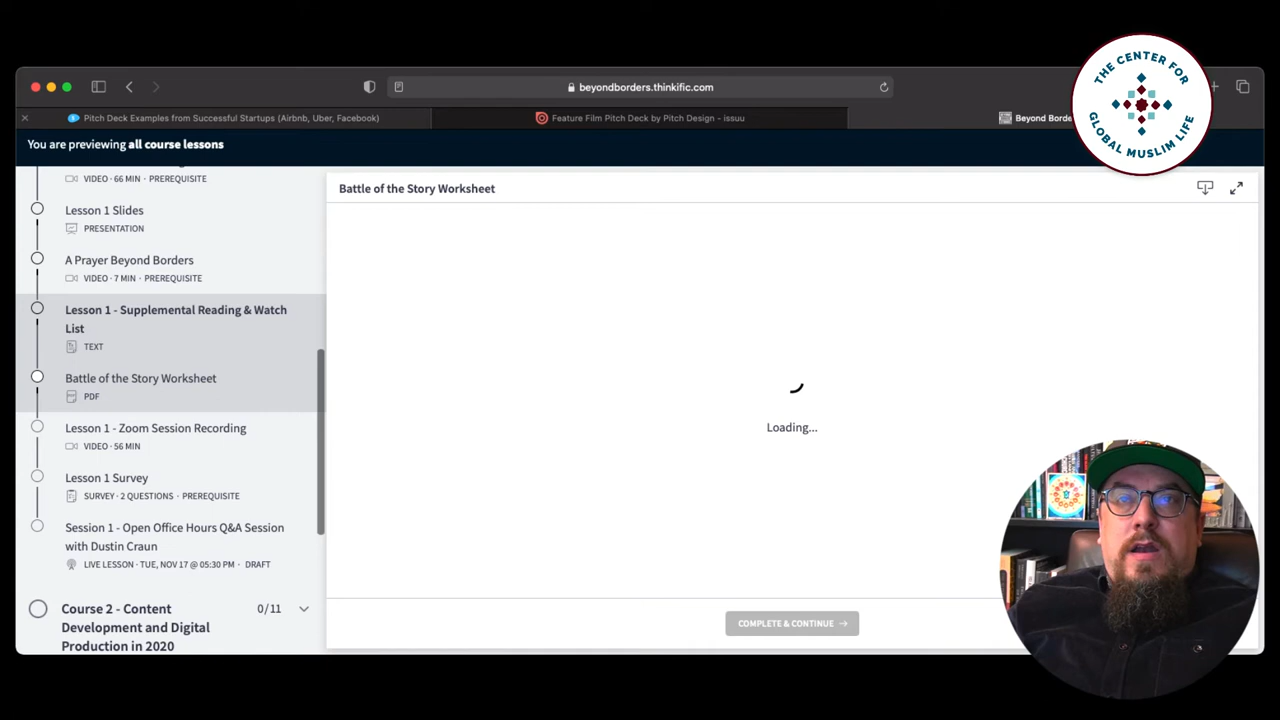 THE CENTER FOR
GLOBAL MUSLIM LIFE
beyondborders.thinkific.com
Pitch Deck Examples from Successful Startups (Airbnb, Uber, Facebook)
Feature Film Pitch Deck by Pitch Design - issuu
Beyond Borde
You are previewing all course lessons
VIDEO · 66 MIN · PREREQUISITE
Lesson 1 Slides
PRESENTATION
A Prayer Beyond Borders
VIDEO · 7 MIN · PREREQUISITE
Lesson 1 - Supplemental Reading & Watch
List
TEXT
Battle of the Story Worksheet
PDF
Lesson 1 - Zoom Session Recording
VIDEO · 56 MIN
Lesson 1 Survey
SURVEY · 2 QUESTIONS · PREREQUISITE
Session 1 - Open Office Hours Q&A Session
with Dustin Craun
LIVE LESSON · TUE, NOV 17 @ 05:30 PM · DRAFT
Course 2 - Content
Development and Digital
Production in 2020
0/11
Battle of the Story Worksheet
Loading...
COMPLETE & CONTINUE →